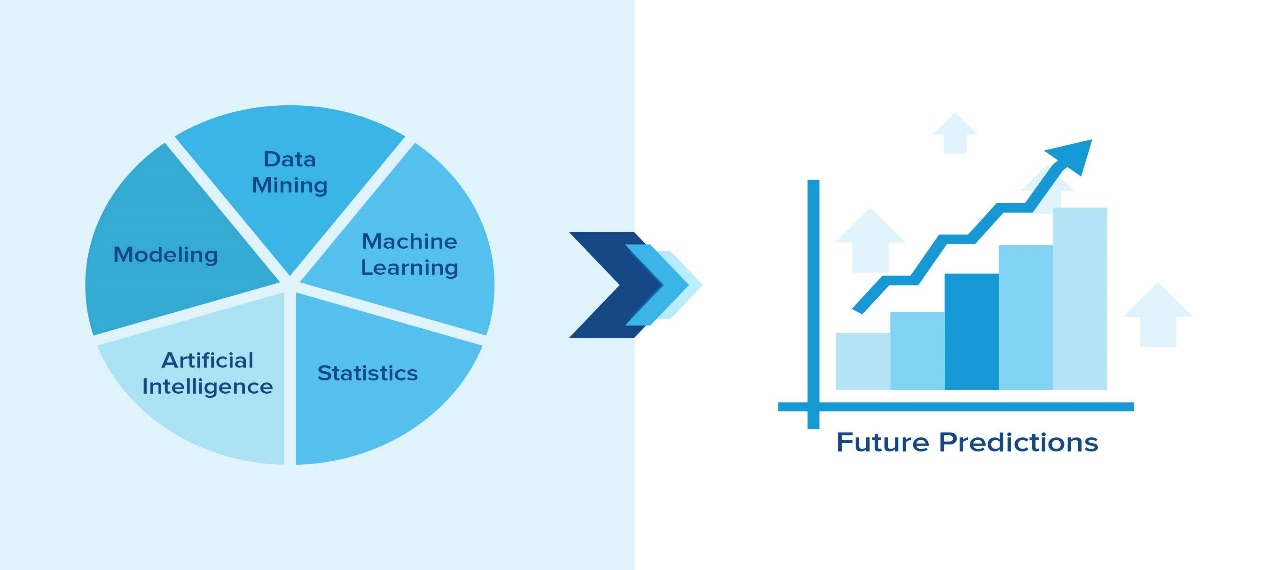 Data
Mining
Machine
Learning
Modeling
Artificial
Intelligence
Statistics
Future Predictions